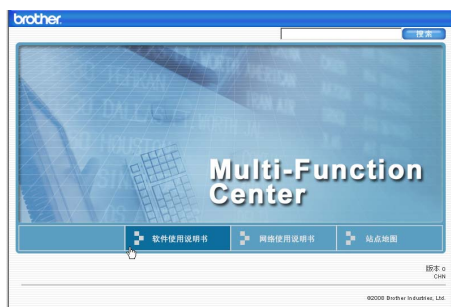 brother.
搜索
Multi-Function
Center
软件使用说明书
网络使用说明书
站点地图
版本 0
CHN
©2008 Brother Industries, Ltd.